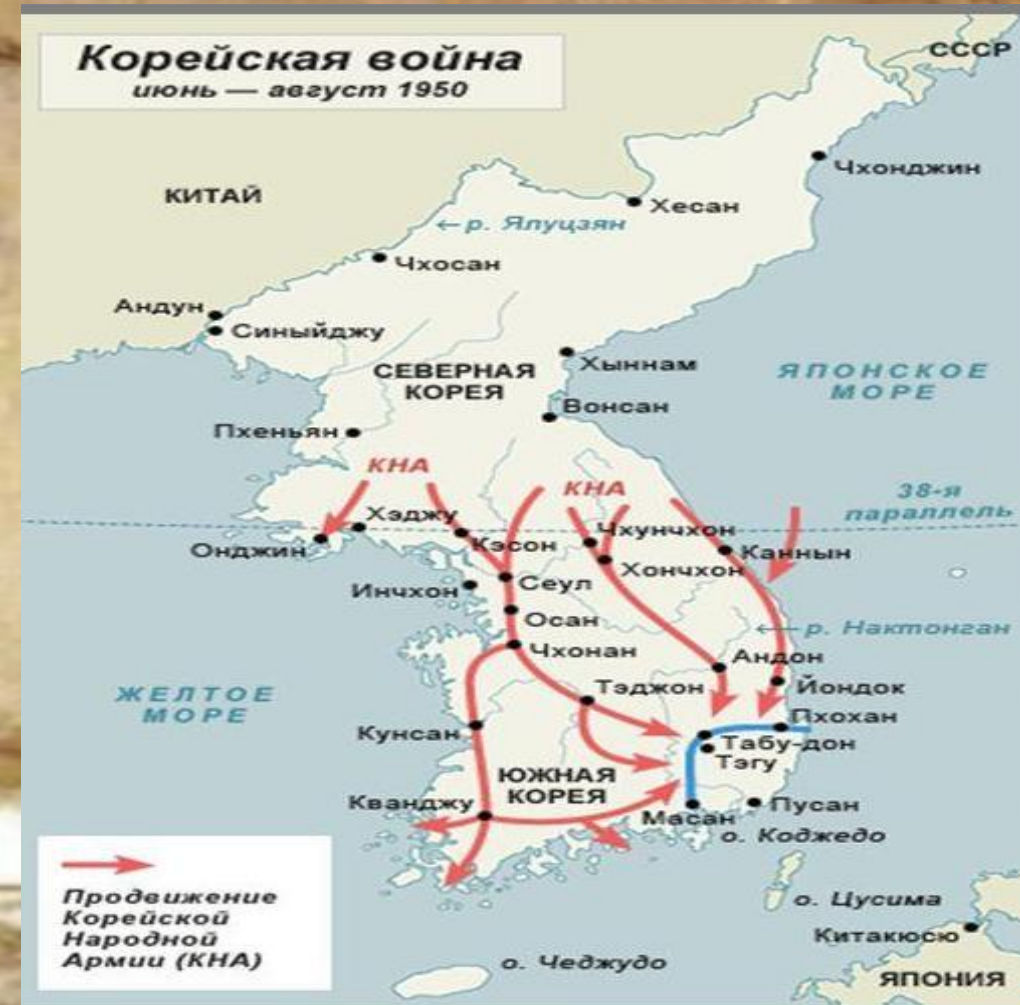 Корейская война
июнь — август 1950
СССР
Чхонджин
КИТАЙ
Хесан
←р. Ялуцзян
Чхосан
Андун
Синыйджу
Хыннам
СЕВЕРНАЯ
КОРЕЯ
ЯПОНСКОЕ
МОРЕ
Вонсан
Пхеньян
КНА
КНА
38-я
параллель
Хэджу
Чхунчхон
Онджин
Кэсон
Каннын
Хончхон
Сеул
Инчхон
Осан
р. Нактонган
Чхонан
Андон
Тэджон
Йондок
ЖЕЛТОЕ
МОРЕ
Пхохан
Кунсан
Табу-дон
Тэгу
ЮЖНАЯ
КОРЕЯ
Кванджу
Масан
Пусан
о. Коджедо
Продвижение
Корейской
Народной
Армии (КНА)
о. Цусима
Китакюсю
о. Чеджудо
ЯПОНИЯ